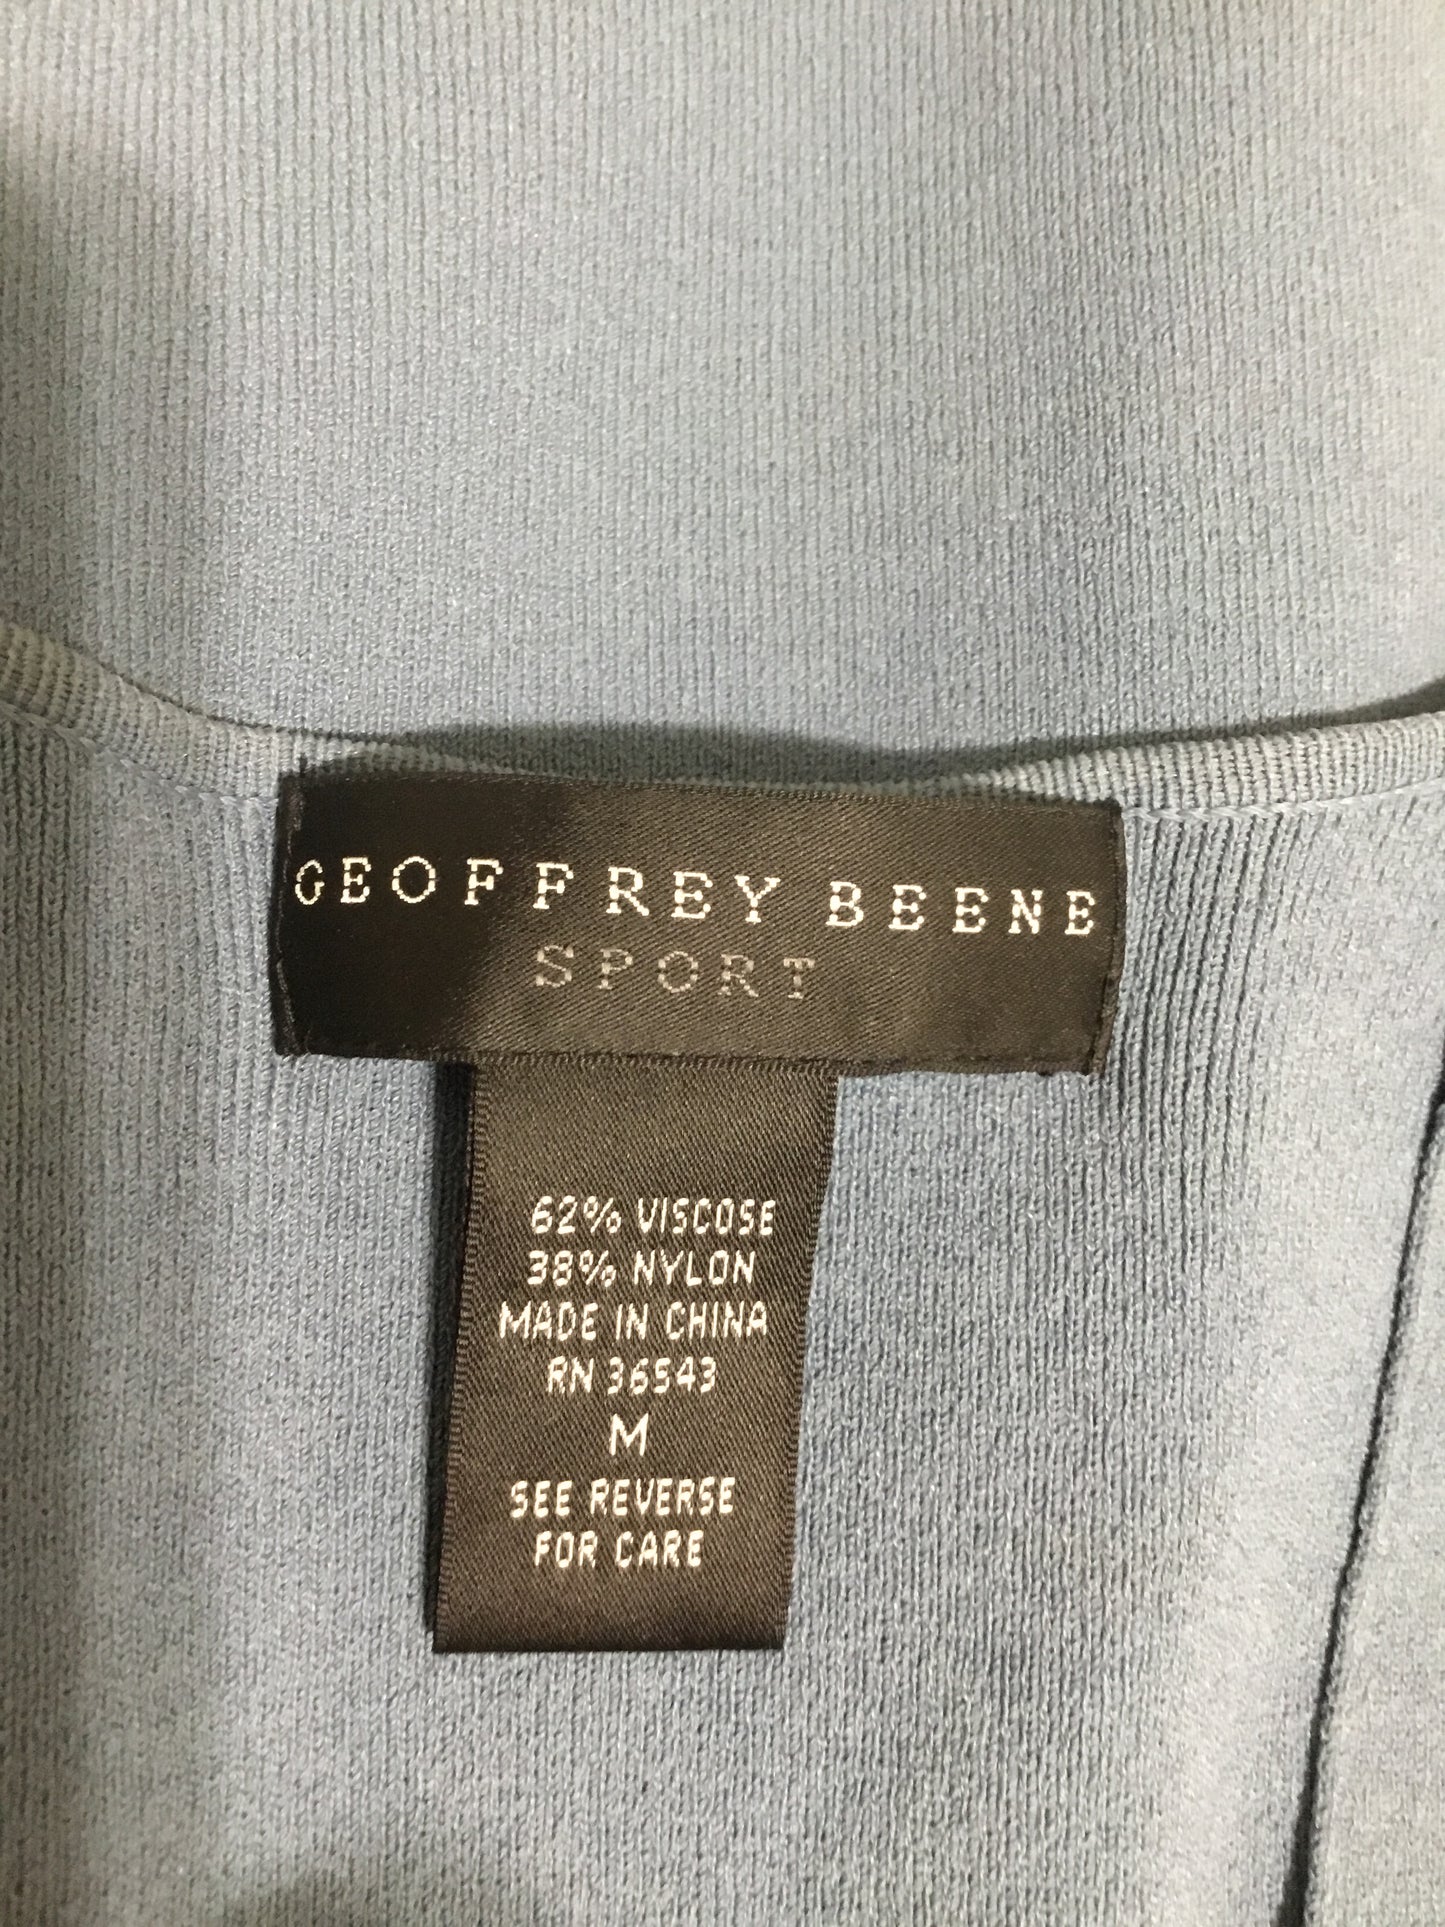 GEOFFREY BEENE
SPORT
62% VISCOSE
38% NYLON
MADE IN CHINA
RN 36543
M
SEE REVERSE
FOR CARE